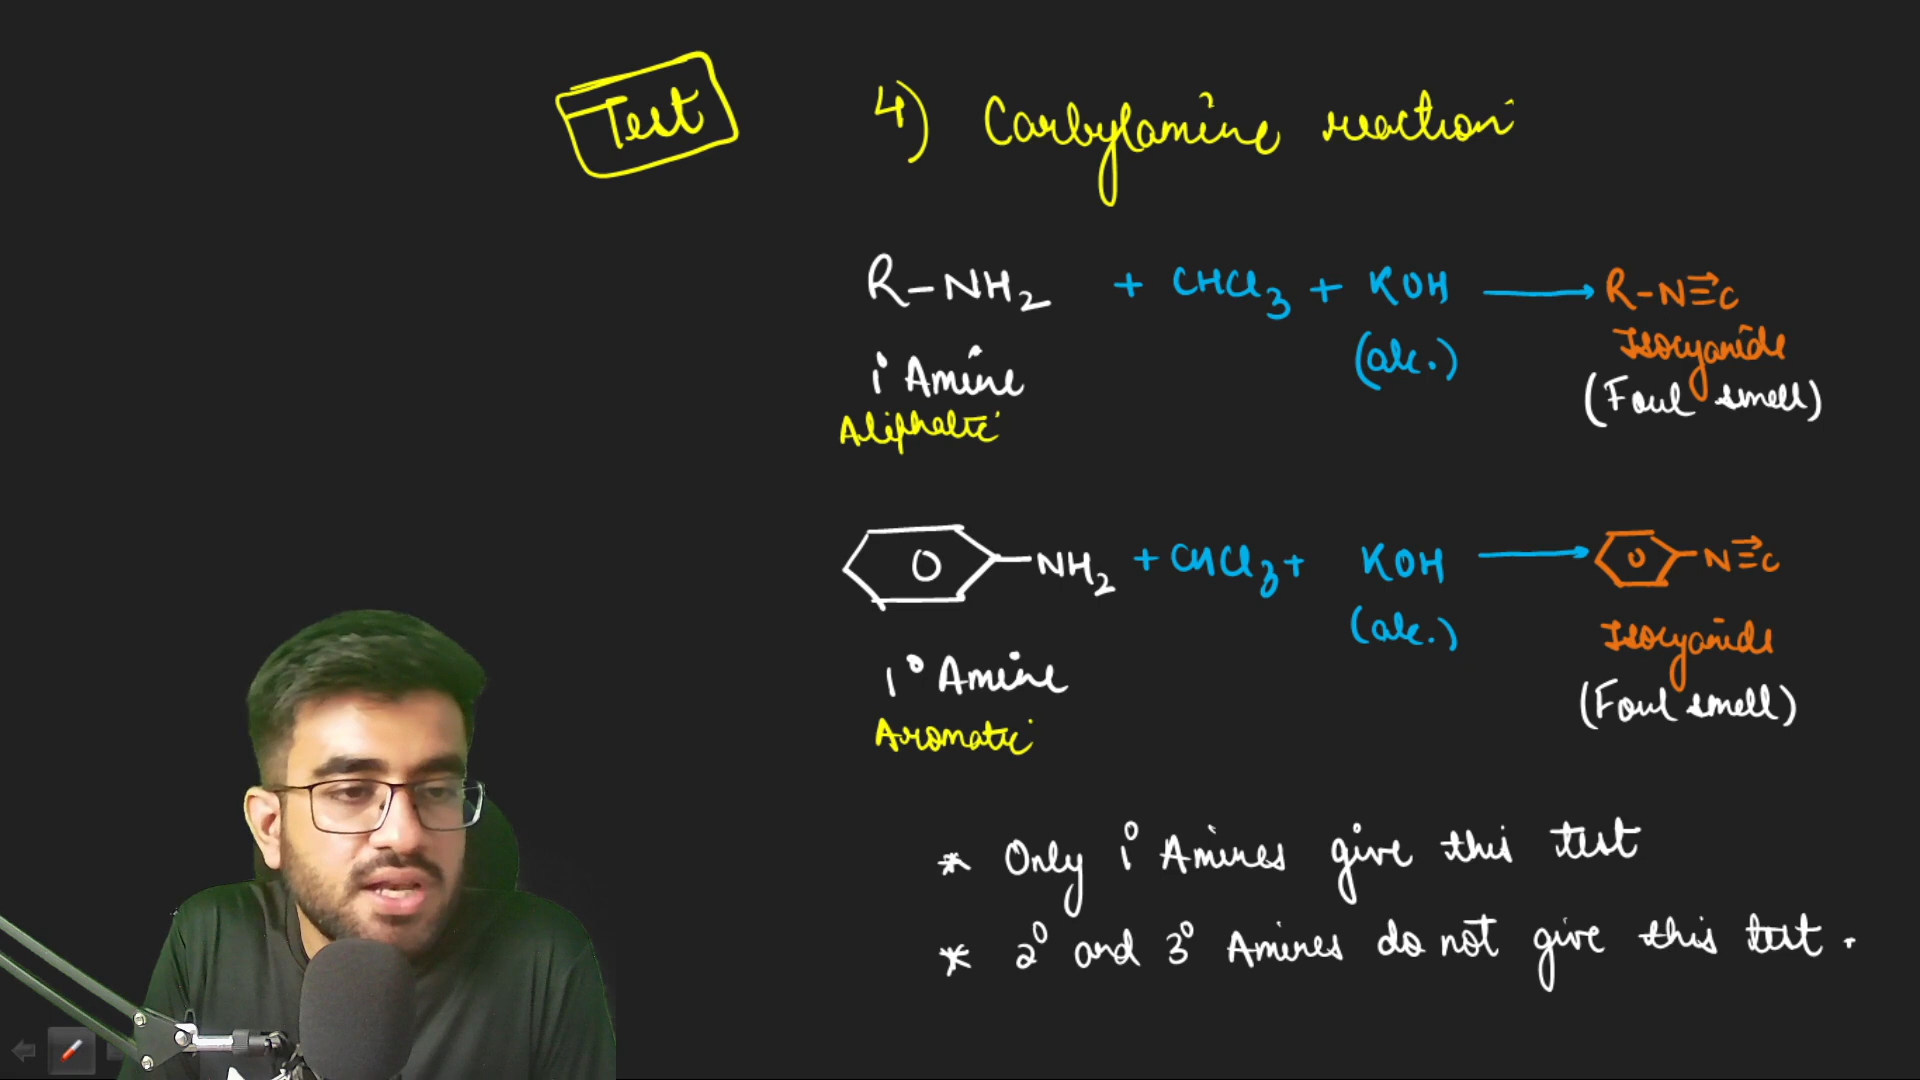 Test
4) Carbylamine reaction
R-NH2 + CHCl3 + KOH → R-N≡C
(alc.)
1° Amine
Aliphatic
Isocyanide
(Foul smell)
NH2 + CHCl3 + KOH → N≡C
(alc.)
1° Amine
Aromatic
Isocyanide
(Foul smell)
* Only 1° Amines give this test
* 2° and 3° Amines do not give this test.